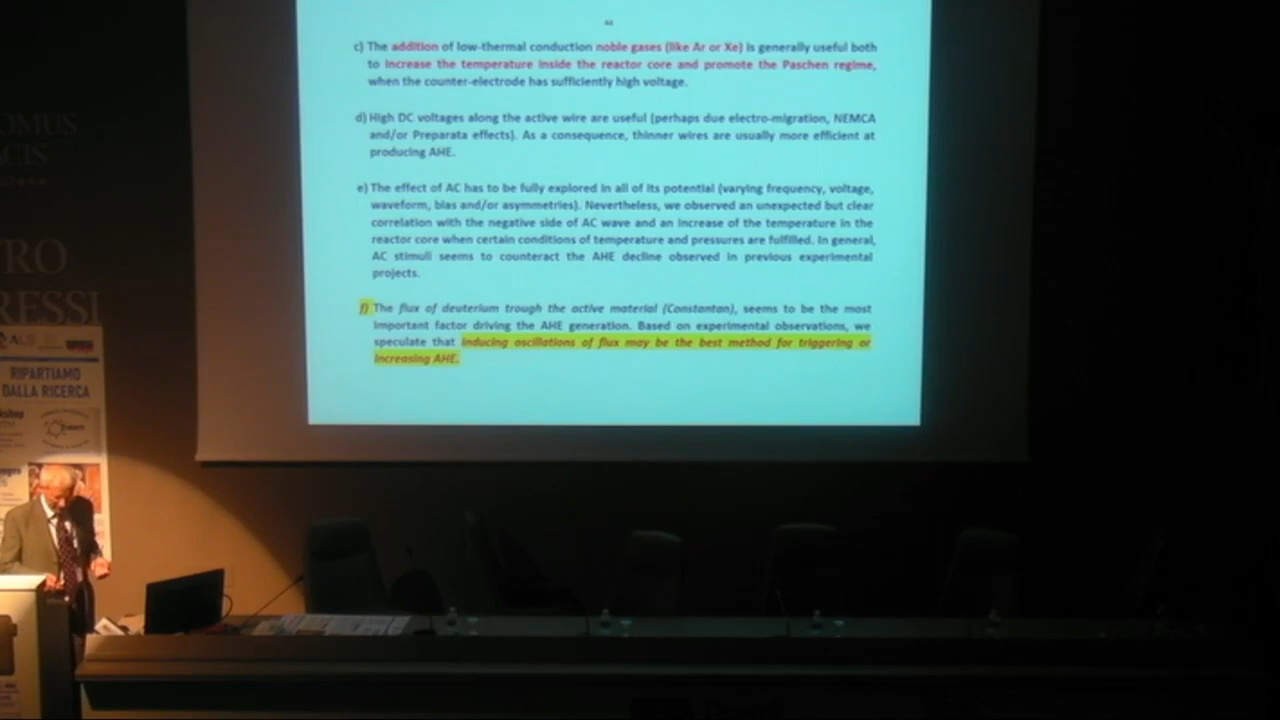 44
c) The addition of low-thermal conduction noble gases (like Ar or Xe) is generally useful both
to increase the temperature inside the reactor core and promote the Paschen regime,
when the counter-electrode has sufficiently high voltage.
d) High DC voltages along the active wire are useful (perhaps due electro-migration, NEMCA
and/or Preparata effects). As a consequence, thinner wires are usually more efficient at
producing AHE.
e) The effect of AC has to be fully explored in all of its potential (varying frequency, voltage,
waveform, bias and/or asymmetries). Nevertheless, we observed an unexpected but clear
correlation with the negative side of AC wave and an increase of the temperature in the
reactor core when certain conditions of temperature and pressures are fulfilled. In general,
AC stimuli seems to counteract the AHE decline observed in previous experimental
projects.
f) The flux of deuterium trough the active material (Constantan), seems to be the most
important factor driving the AHE generation. Based on experimental observations, we
speculate that inducing oscillations of flux may be the best method for triggering or
increasing AHE.
OMUS
CIS
TRO
RESSI
RIPARTIAMO
DALLA RICERCA